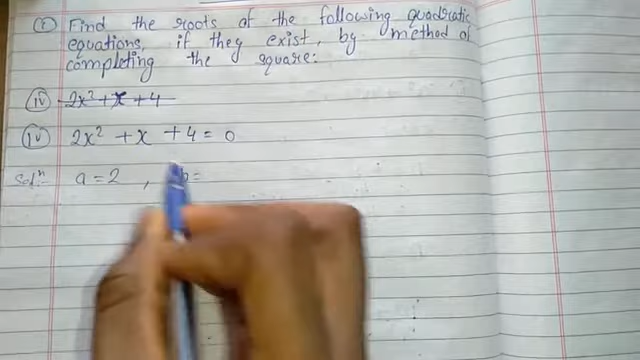 (2) Find the roots of the following quadratic
equations, if they exist, by method of
completing the square:
(iv) 2x² + x + 4
(iv) 2x² + x + 4 = 0
Solⁿ:- a = 2 , b =